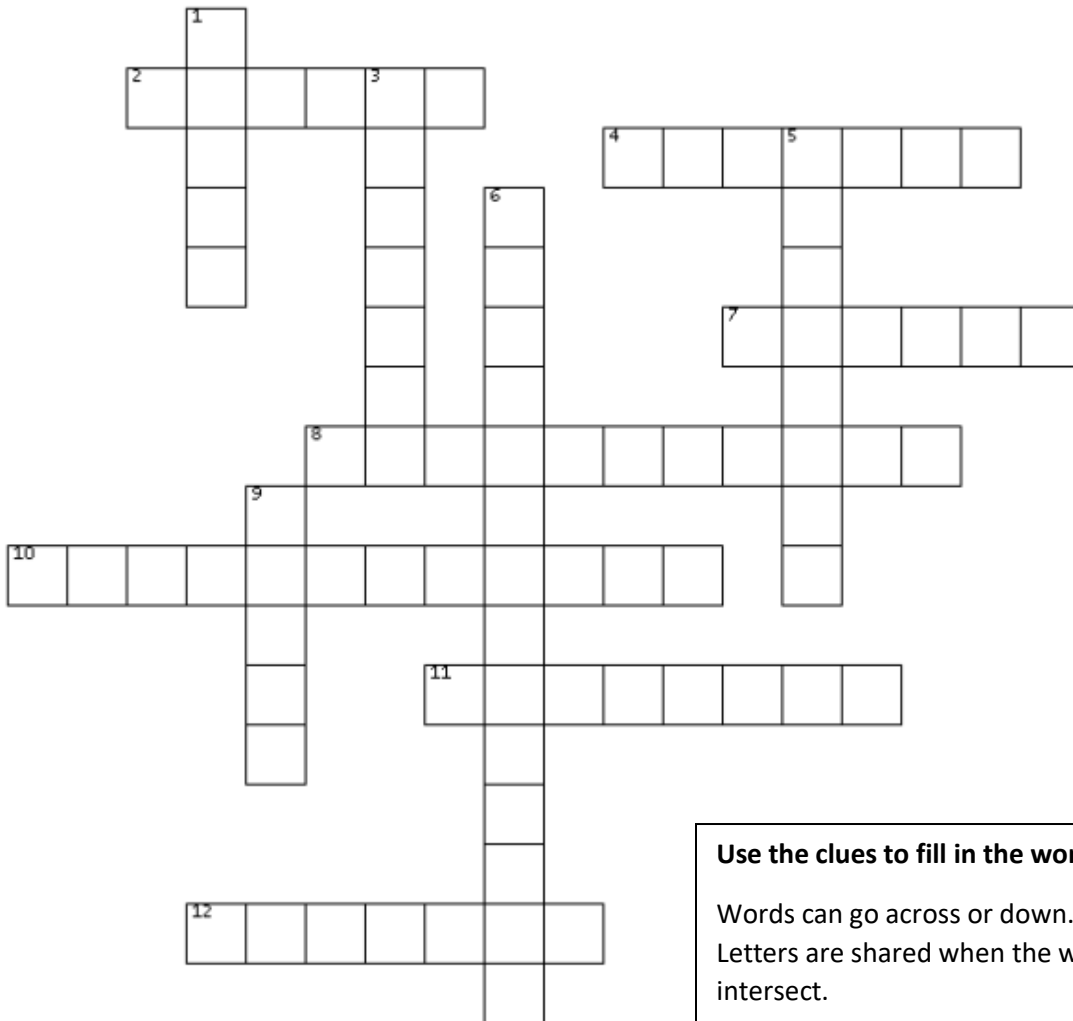 1
2 3
4 5
6
7
8
9
10
11
12
Use the clues to fill in the
Words can go across or down.
Letters are shared when the
intersect.